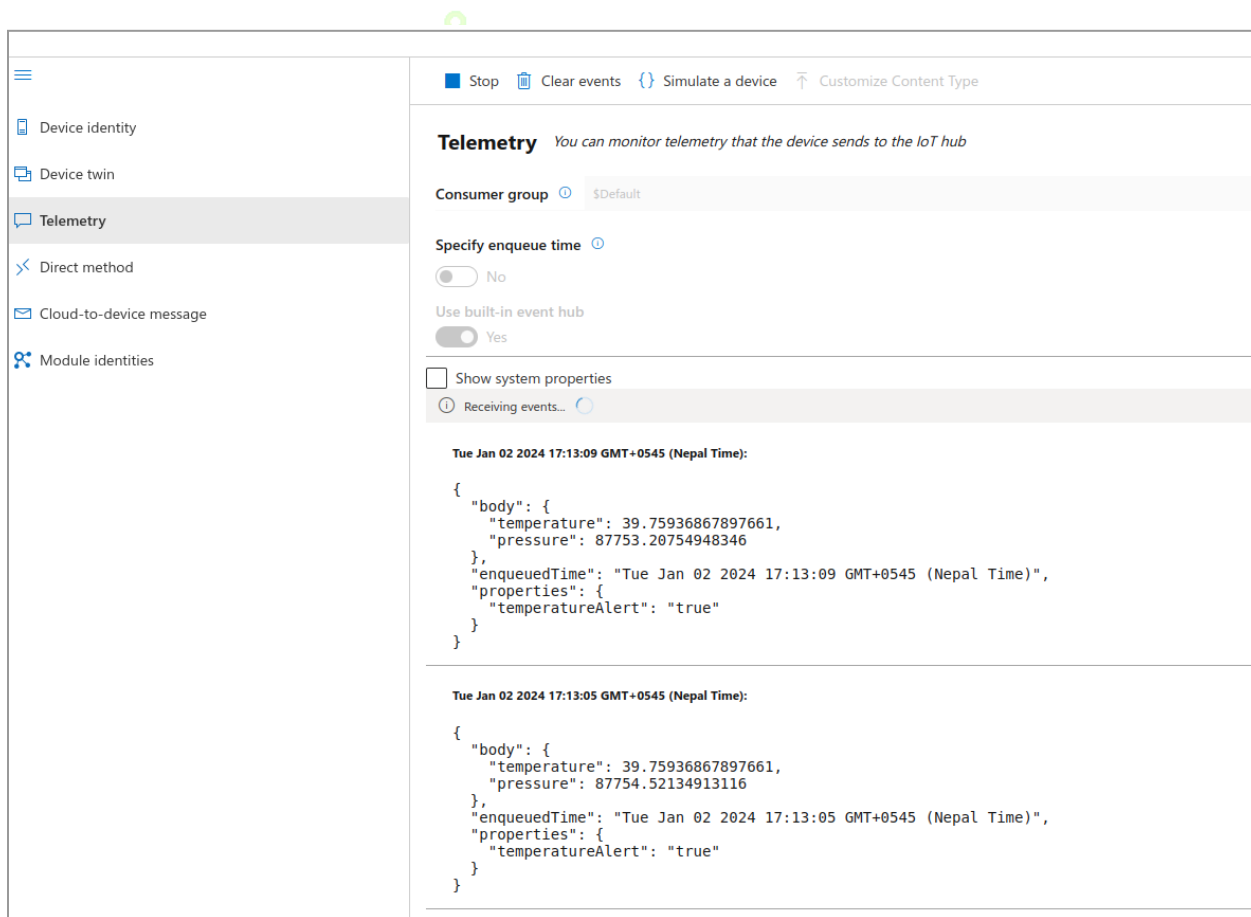 Stop Clear events {} Simulate a device Customize Content Type
Device identity
Device twin
Telemetry
Direct method
Cloud-to-device message
Module identities
Telemetry You can monitor telemetry that the device sends to the IoT hub
Consumer group $Default
Specify enqueue time
No
Use built-in event hub
Yes
Show system properties
Receiving events...
Tue Jan 02 2024 17:13:09 GMT+0545 (Nepal Time):
{
"body": {
"temperature": 39.75936867897661,
"pressure": 87753.20754948346
},
"enqueuedTime": "Tue Jan 02 2024 17:13:09 GMT+0545 (Nepal Time)",
"properties": {
"temperatureAlert": "true"
}
}
Tue Jan 02 2024 17:13:05 GMT+0545 (Nepal Time):
{
"body": {
"temperature": 39.75936867897661,
"pressure": 87754.52134913116
},
"enqueuedTime": "Tue Jan 02 2024 17:13:05 GMT+0545 (Nepal Time)",
"properties": {
"temperatureAlert": "true"
}
}